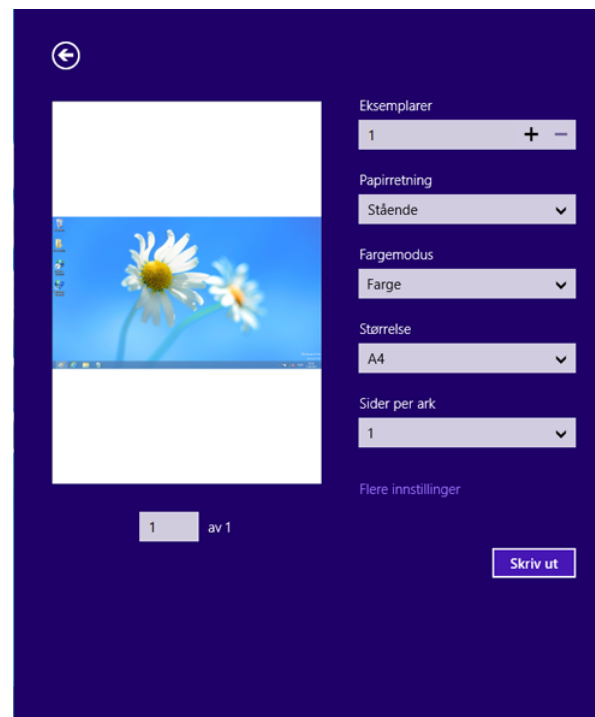 Eksemplarer
1
Papirretning
Stående
Fargemodus
Farge
Størrelse
A4
Sider per ark
1
Flere innstillinger
1 av 1
Skriv ut